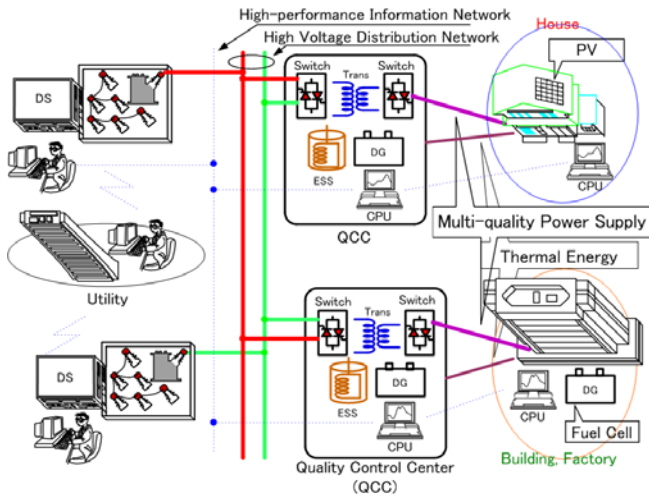 High-performance Information Network
High Voltage Distribution Network
House
PV
Switch
Trans
Switch
DS
ESS
DG
CPU
CPU
QCC
Multi-quality Power Supply
Thermal Energy
Utility
Switch
Trans
Switch
DS
ESS
DG
CPU
CPU
DG
Fuel Cell
Quality Control Center
(QCC)
Building, Factory